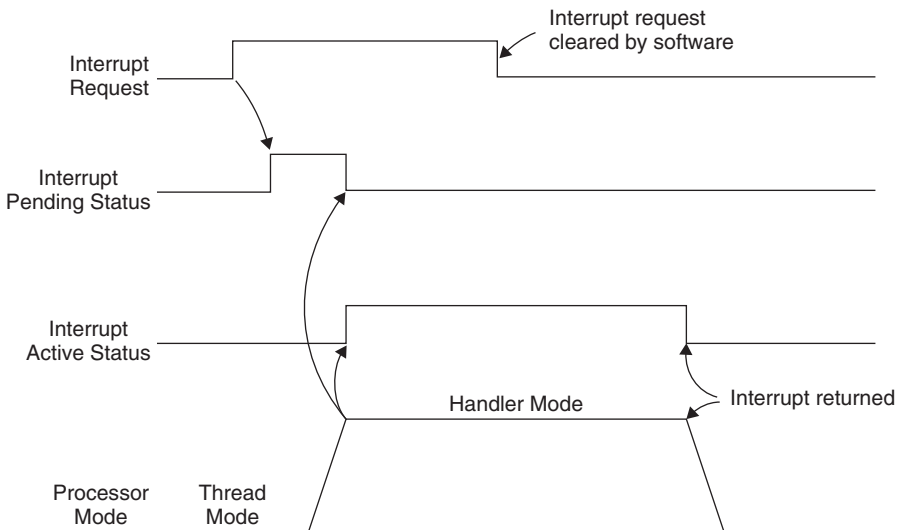 Interrupt request
cleared by software
Interrupt
Request
Interrupt
Pending Status
Interrupt
Active Status
Handler Mode
Interrupt returned
Processor
Mode
Thread
Mode